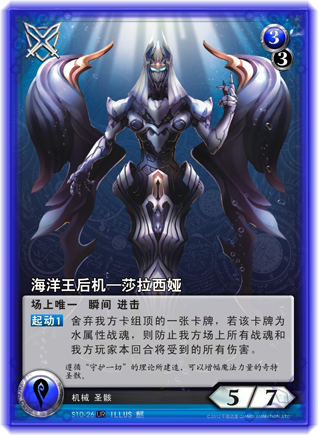 3
3
海洋王后机—莎拉西娅
场上唯一 瞬间 进击
起动1 舍弃我方卡组顶的一张卡牌，若该卡牌为
水属性战魂，则防止我方场上所有战魂和
我方玩家本回合将受到的所有伤害。
遵循“守护一切”的理论所建造，可以增幅魔法力量的奇特
圣骸。
机械 圣骸
5/7
S10-26 UR ILLUS